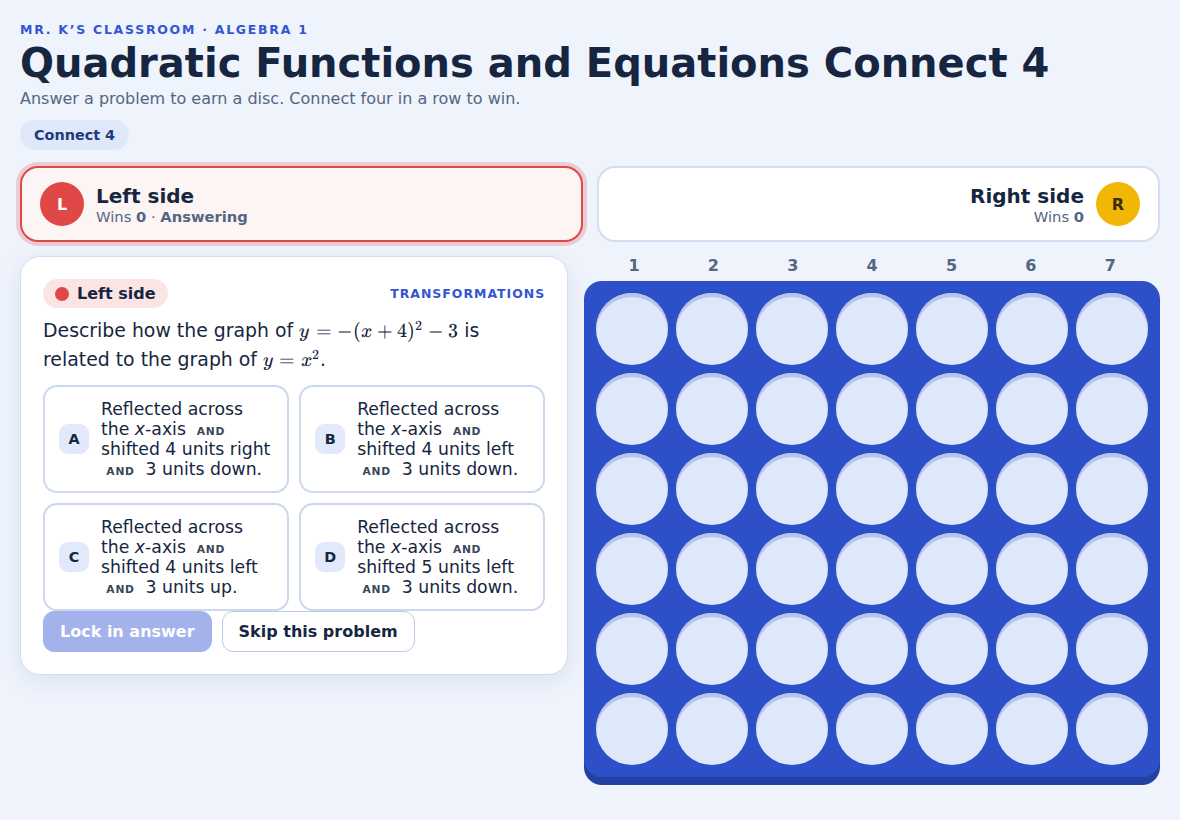 MR. K’S CLASSROOM · ALGEBRA 1
Quadratic Functions and Equations Connect 4
Answer a problem to earn a disc. Connect four in a row to win.
Connect 4
L
Left side
Wins 0 · Answering
Right side
Wins 0
R
Left side
TRANSFORMATIONS
Describe how the graph of y = −(x + 4)² − 3 is
related to the graph of y = x².
A
Reflected across
the x-axis AND
shifted 4 units right
AND 3 units down.
B
Reflected across
the x-axis AND
shifted 4 units left
AND 3 units down.
C
Reflected across
the x-axis AND
shifted 4 units left
AND 3 units up.
D
Reflected across
the x-axis AND
shifted 5 units left
AND 3 units down.
Lock in answer
Skip this problem
1 2 3 4 5 6 7